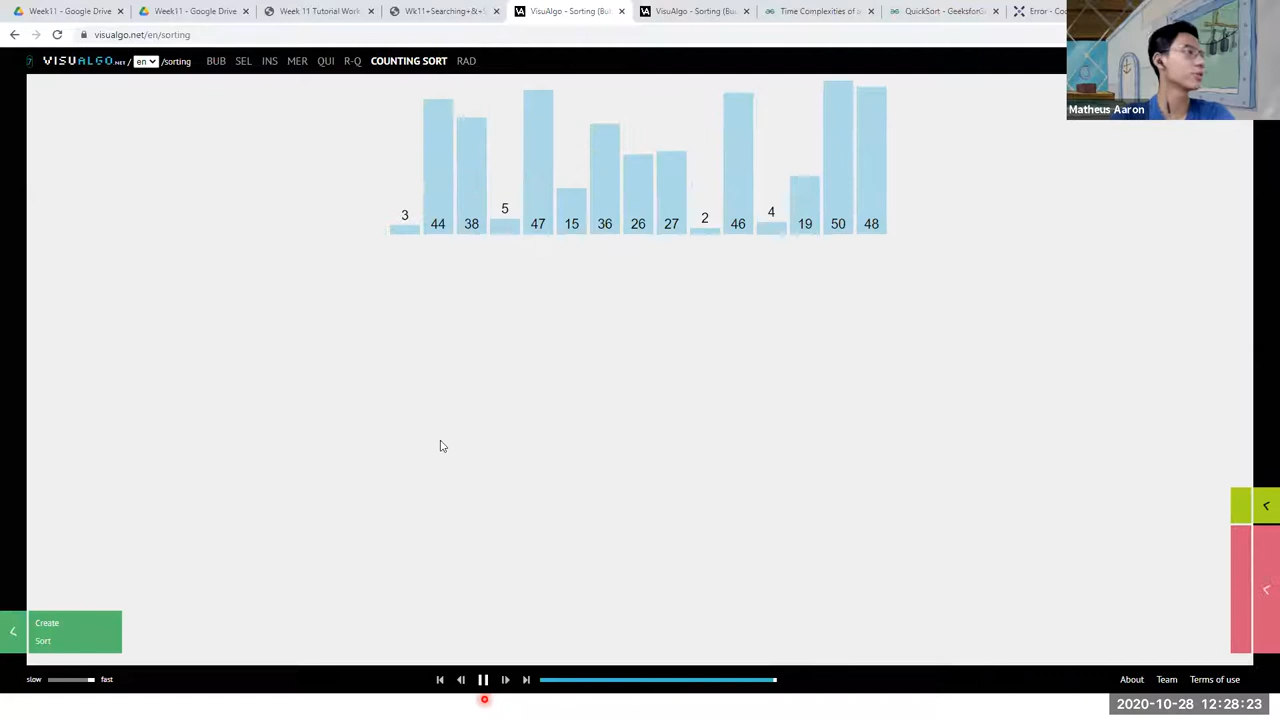 Week11 - Google Drive
Week11 - Google Drive
Week 11 Tutorial Work
Wk11+Searching+&+
VisuAlgo - Sorting (Bu
VisuAlgo - Sorting (Bu
Time Complexities of a
QuickSort - GeeksforG
Error - Co
visualgo.net/en/sorting
7 VISUALGO.NET/ en /sorting BUB SEL INS MER QUI R-Q COUNTING SORT RAD
Matheus Aaron
3 44 38 5 47 15 36 26 27 2 46 4 19 50 48
Create
Sort
slow fast
About Team Terms of use
2020-10-28 12:28:23